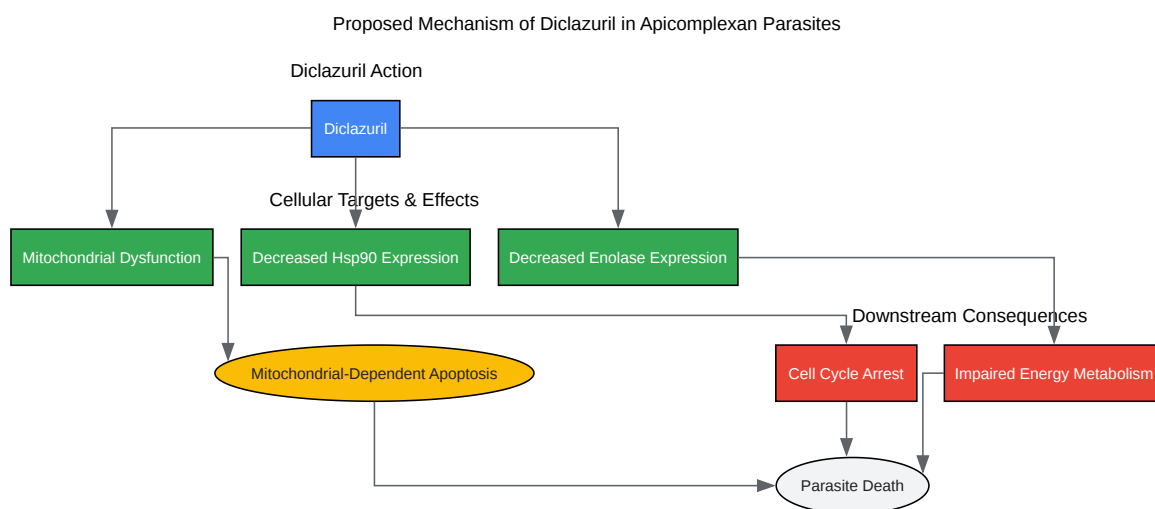 Proposed Mechanism of Diclazuril in Apicomplexan Parasites
Diclazuril Action
Diclazuril
Cellular Targets & Effects
Mitochondrial Dysfunction
Decreased Hsp90 Expression
Decreased Enolase Expression
Downstream Consequences
Mitochondrial-Dependent Apoptosis
Cell Cycle Arrest
Impaired Energy Metabolism
Parasite Death